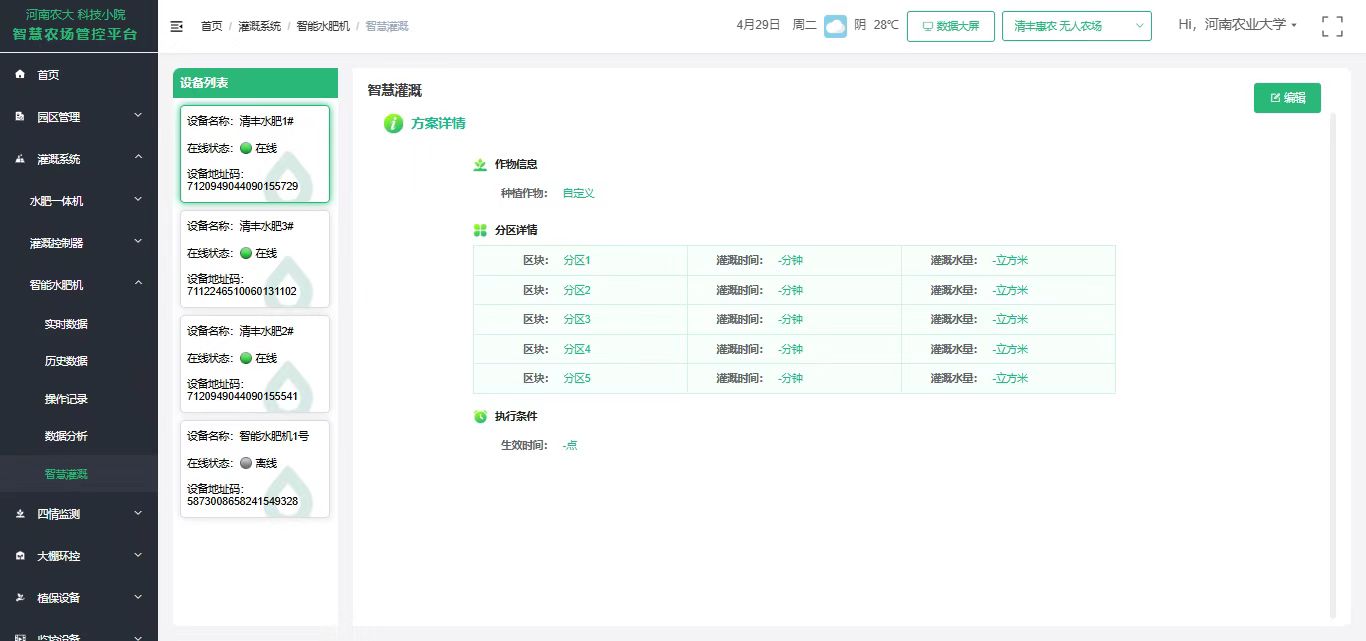 河南农大 科技小院
智慧农场管控平台
首页 / 灌溉系统 / 智能水肥机 / 智慧灌溉
4月29日 周二 阴 28℃ 数据大屏 清丰惠农 无人农场 Hi，河南农业大学
首页
园区管理
灌溉系统
水肥一体机
灌溉控制器
智能水肥机
实时数据
历史数据
操作记录
数据分析
智慧灌溉
四情监测
大棚环控
植保设备
监控设备
设备列表
设备名称：清丰水肥1#
在线状态： 在线
设备地址码：
7120949044090155729
设备名称：清丰水肥3#
在线状态： 在线
设备地址码：
7112246510060131102
设备名称：清丰水肥2#
在线状态： 在线
设备地址码：
7120949044090155541
设备名称：智能水肥机1号
在线状态： 离线
设备地址码：
5873008658241549328
智慧灌溉
编辑
方案详情
作物信息
种植作物： 自定义
分区详情
区块： 分区1 灌溉时间： -分钟 灌溉水量： -立方米
区块： 分区2 灌溉时间： -分钟 灌溉水量： -立方米
区块： 分区3 灌溉时间： -分钟 灌溉水量： -立方米
区块： 分区4 灌溉时间： -分钟 灌溉水量： -立方米
区块： 分区5 灌溉时间： -分钟 灌溉水量： -立方米
执行条件
生效时间： -点